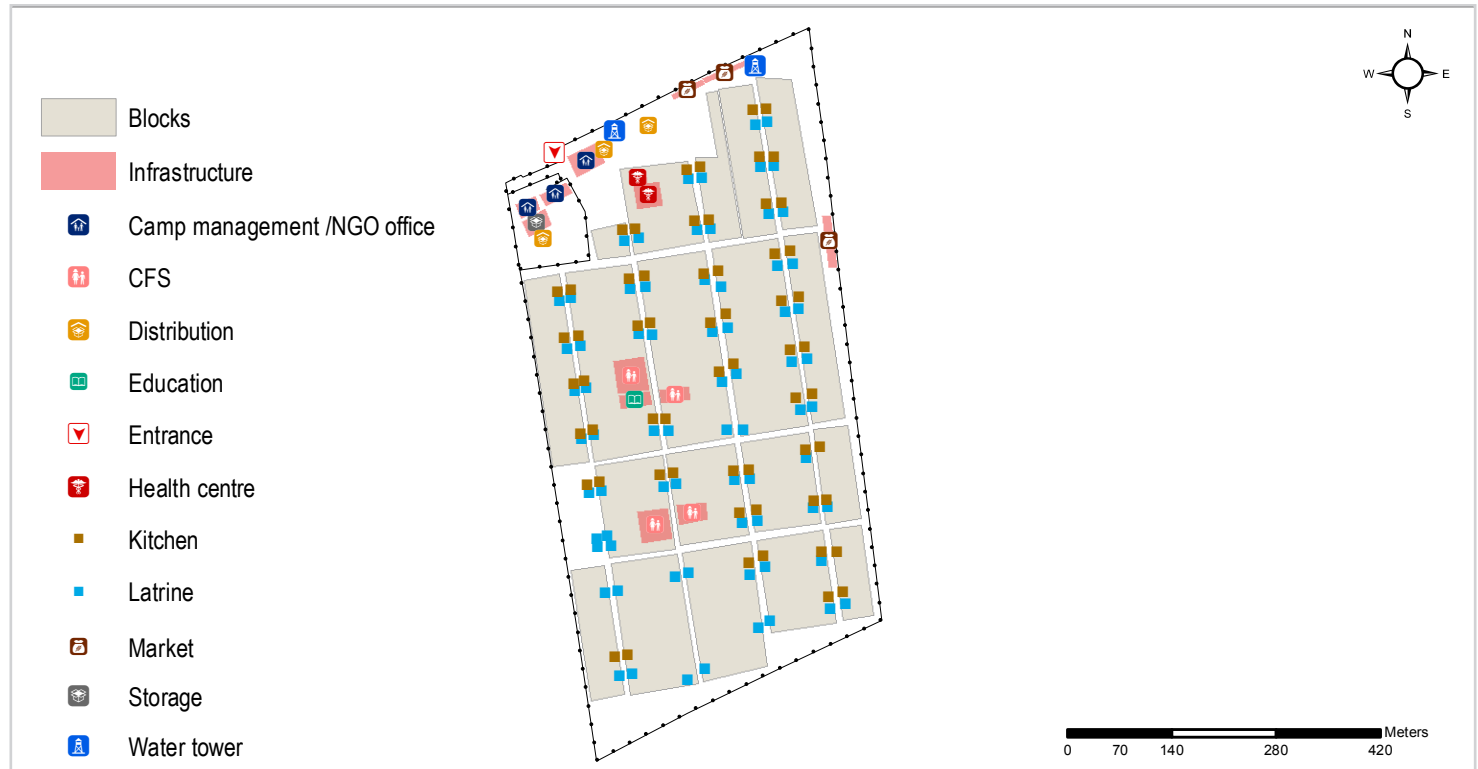 N
W E
S
Blocks
Infrastructure
Camp management /NGO office
CFS
Distribution
Education
Entrance
Health centre
Kitchen
Latrine
Market
Storage
Water tower
Meters
0 70 140 280 420